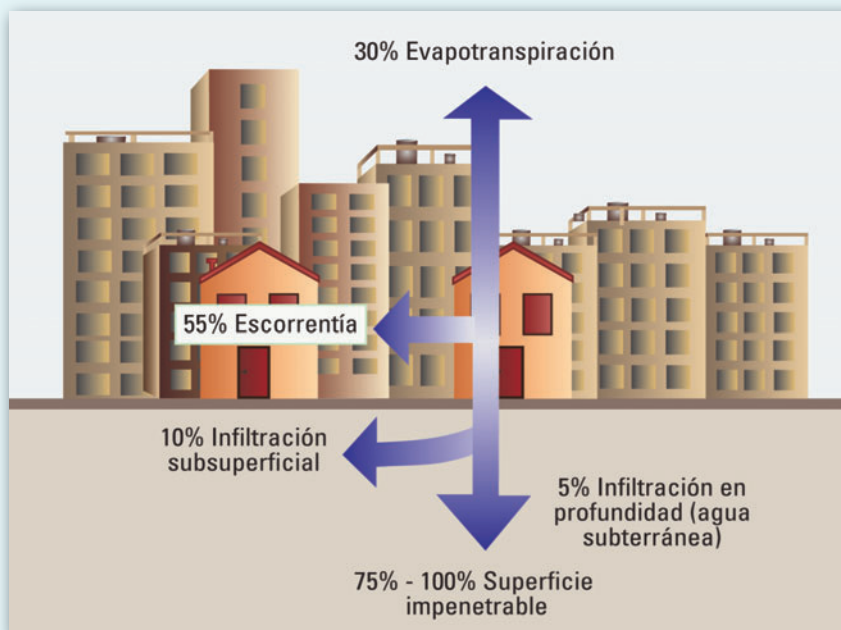 30% Evapotranspiración
55% Escorrentía
10% Infiltración
subsuperficial
5% Infiltración en
profundidad (agua
subterránea)
75% - 100% Superficie
impenetrable